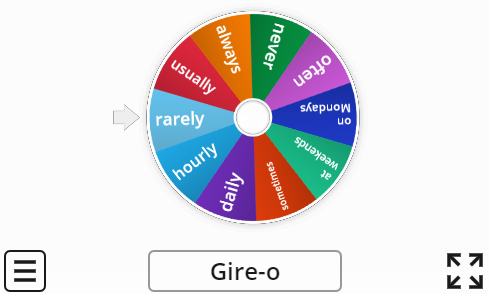 always
never
often
on
Mondays
at
weekends
sometimes
daily
hourly
rarely
usually
Gire-o